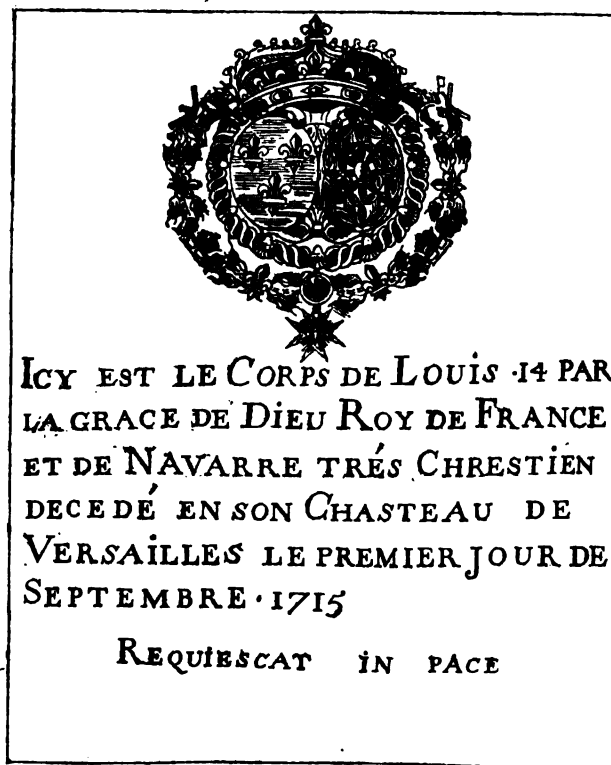 ICY EST LE CORPS DE LOUIS ·14 PAR
LA GRACE DE DIEU ROY DE FRANCE
ET DE NAVARRE TRÉS CHRESTIEN
DECEDÉ EN SON CHASTEAU DE
VERSAILLES LE PREMIER JOUR DE
SEPTEMBRE · 1715
REQUIESCAT IN PACE